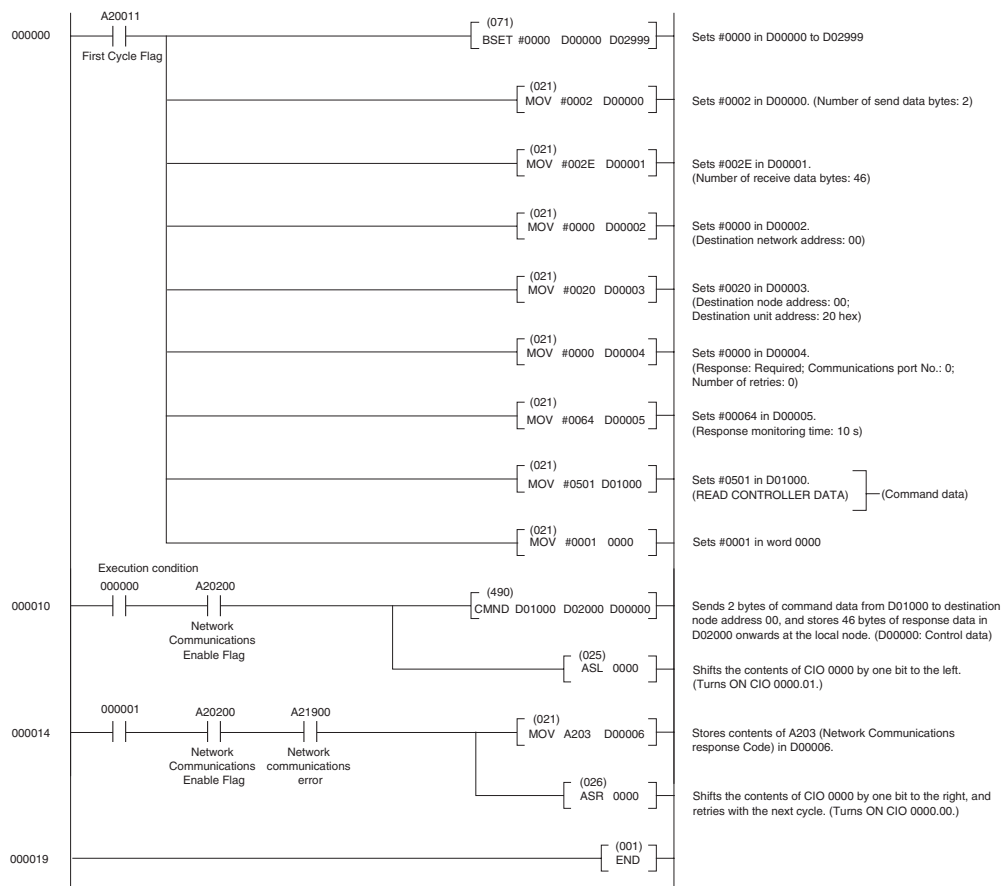 A20011
000000
First Cycle Flag
(071)
BSET #0000 D00000 D02999
Sets #0000 in D00000 to D02999
(021)
MOV #0002 D00000
Sets #0002 in D00000. (Number of send data bytes: 2)
(021)
MOV #002E D00001
Sets #002E in D00001.
(Number of receive data bytes: 46)
(021)
MOV #0000 D00002
Sets #0000 in D00002.
(Destination network address: 00)
(021)
MOV #0020 D00003
Sets #0020 in D00003.
(Destination node address: 00;
Destination unit address: 20 hex)
(021)
MOV #0000 D00004
Sets #0000 in D00004.
(Response: Required; Communications port No.: 0;
Number of retries: 0)
(021)
MOV #0064 D00005
Sets #00064 in D00005.
(Response monitoring time: 10 s)
(021)
MOV #0501 D01000
Sets #0501 in D01000.
(READ CONTROLLER DATA)
(Command data)
(021)
MOV #0001 0000
Sets #0001 in word 0000
Execution condition
000000 A20200
000010
Network
Communications
Enable Flag
(490)
CMND D01000 D02000 D00000
Sends 2 bytes of command data from D01000 to destination
node address 00, and stores 46 bytes of response data in
D02000 onwards at the local node. (D00000: Control data)
(025)
ASL 0000
Shifts the contents of CIO 0000 by one bit to the left.
(Turns ON CIO 0000.01.)
000001 A20200 A21900
000014
Network
Communications
Enable Flag
Network
communications
error
(021)
MOV A203 D00006
Stores contents of A203 (Network Communications
response Code) in D00006.
(026)
ASR 0000
Shifts the contents of CIO 0000 by one bit to the right, and
retries with the next cycle. (Turns ON CIO 0000.00.)
000019
(001)
END